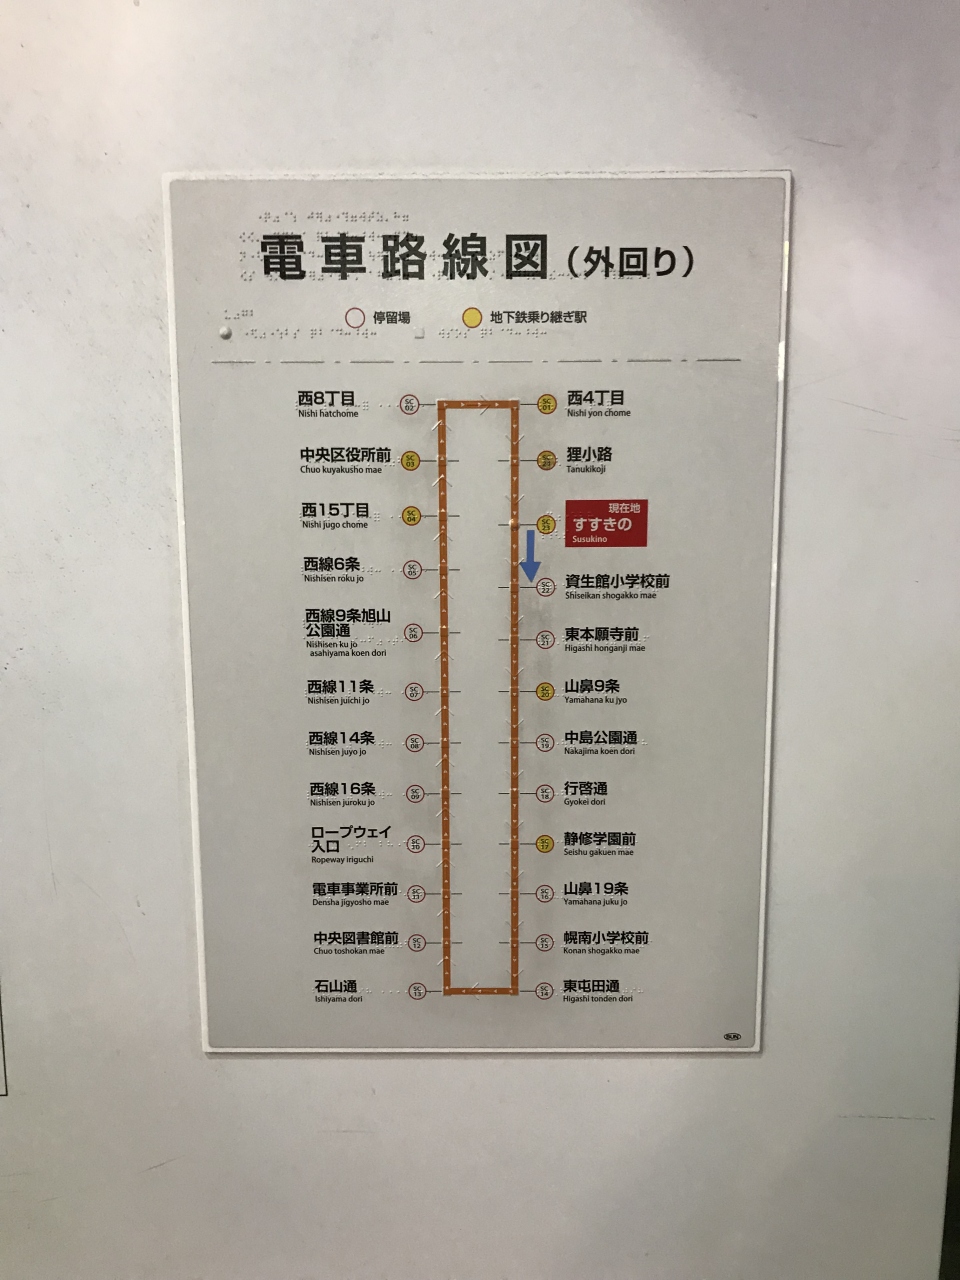 電車路線図（外回り）
停留場
地下鉄乗り継ぎ駅
西8丁目
Nishi hatchome
SC 02
中央区役所前
Chuo kuyakusho mae
SC 03
西15丁目
Nishi jugo chome
SC 04
西線6条
Nishisen roku jo
SC 05
西線9条旭山
公園通
Nishisen ku jo
asahiyama koen dori
SC 06
西線11条
Nishisen juichi jo
SC 07
西線14条
Nishisen juyo jo
SC 08
西線16条
Nishisen juroku jo
SC 09
ロープウェイ
入口
Ropeway iriguchi
SC 10
電車事業所前
Densha jigyosho mae
SC 11
中央図書館前
Chuo toshokan mae
SC 12
石山通
Ishiyama dori
SC 13
SC 01
西4丁目
Nishi yon chome
SC 24
狸小路
Tanukikoji
SC 23
現在地
すすきの
Susukino
SC 22
資生館小学校前
Shiseikan shogakko mae
SC 21
東本願寺前
Higashi honganji mae
SC 20
山鼻9条
Yamahana ku jyo
SC 19
中島公園通
Nakajima koen dori
SC 18
行啓通
Gyokei dori
SC 17
静修学園前
Seishu gakuen mae
SC 16
山鼻19条
Yamahana juku jo
SC 15
幌南小学校前
Konan shogakko mae
SC 14
東屯田通
Higashi tonden dori
SUN